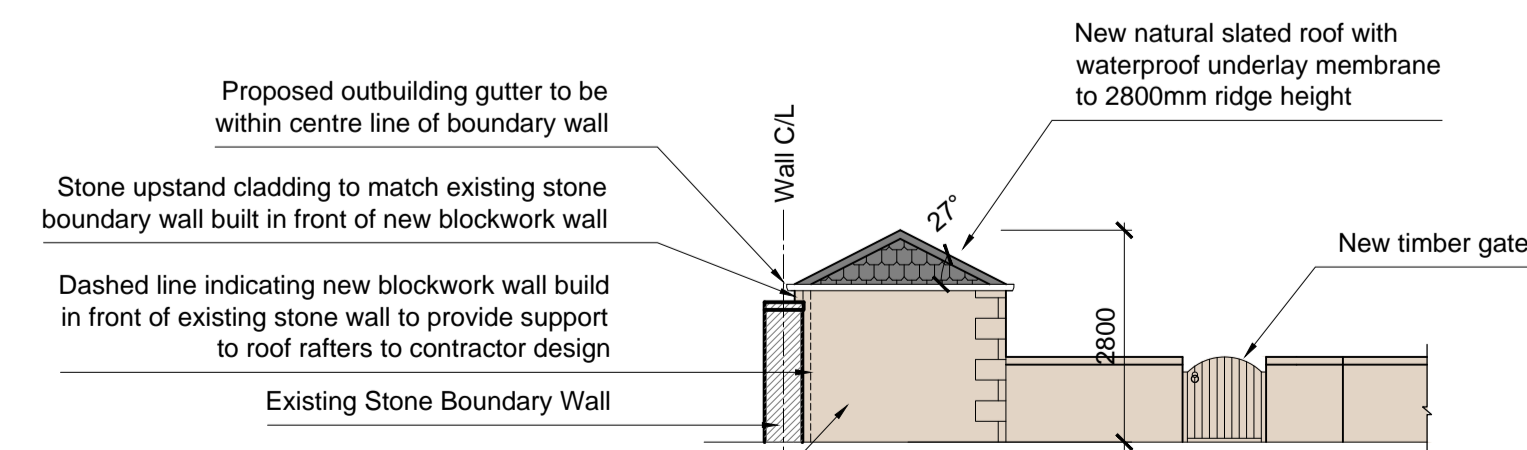 New natural slated roof with
waterproof underlay membrane
to 2800mm ridge height
Proposed outbuilding gutter to be
within centre line of boundary wall
Wall C/L
Stone upstand cladding to match existing stone
boundary wall built in front of new blockwork wall
27°
New timber gate
Dashed line indicating new blockwork wall build
in front of existing stone wall to provide support
to roof rafters to contractor design
2800
Existing Stone Boundary Wall